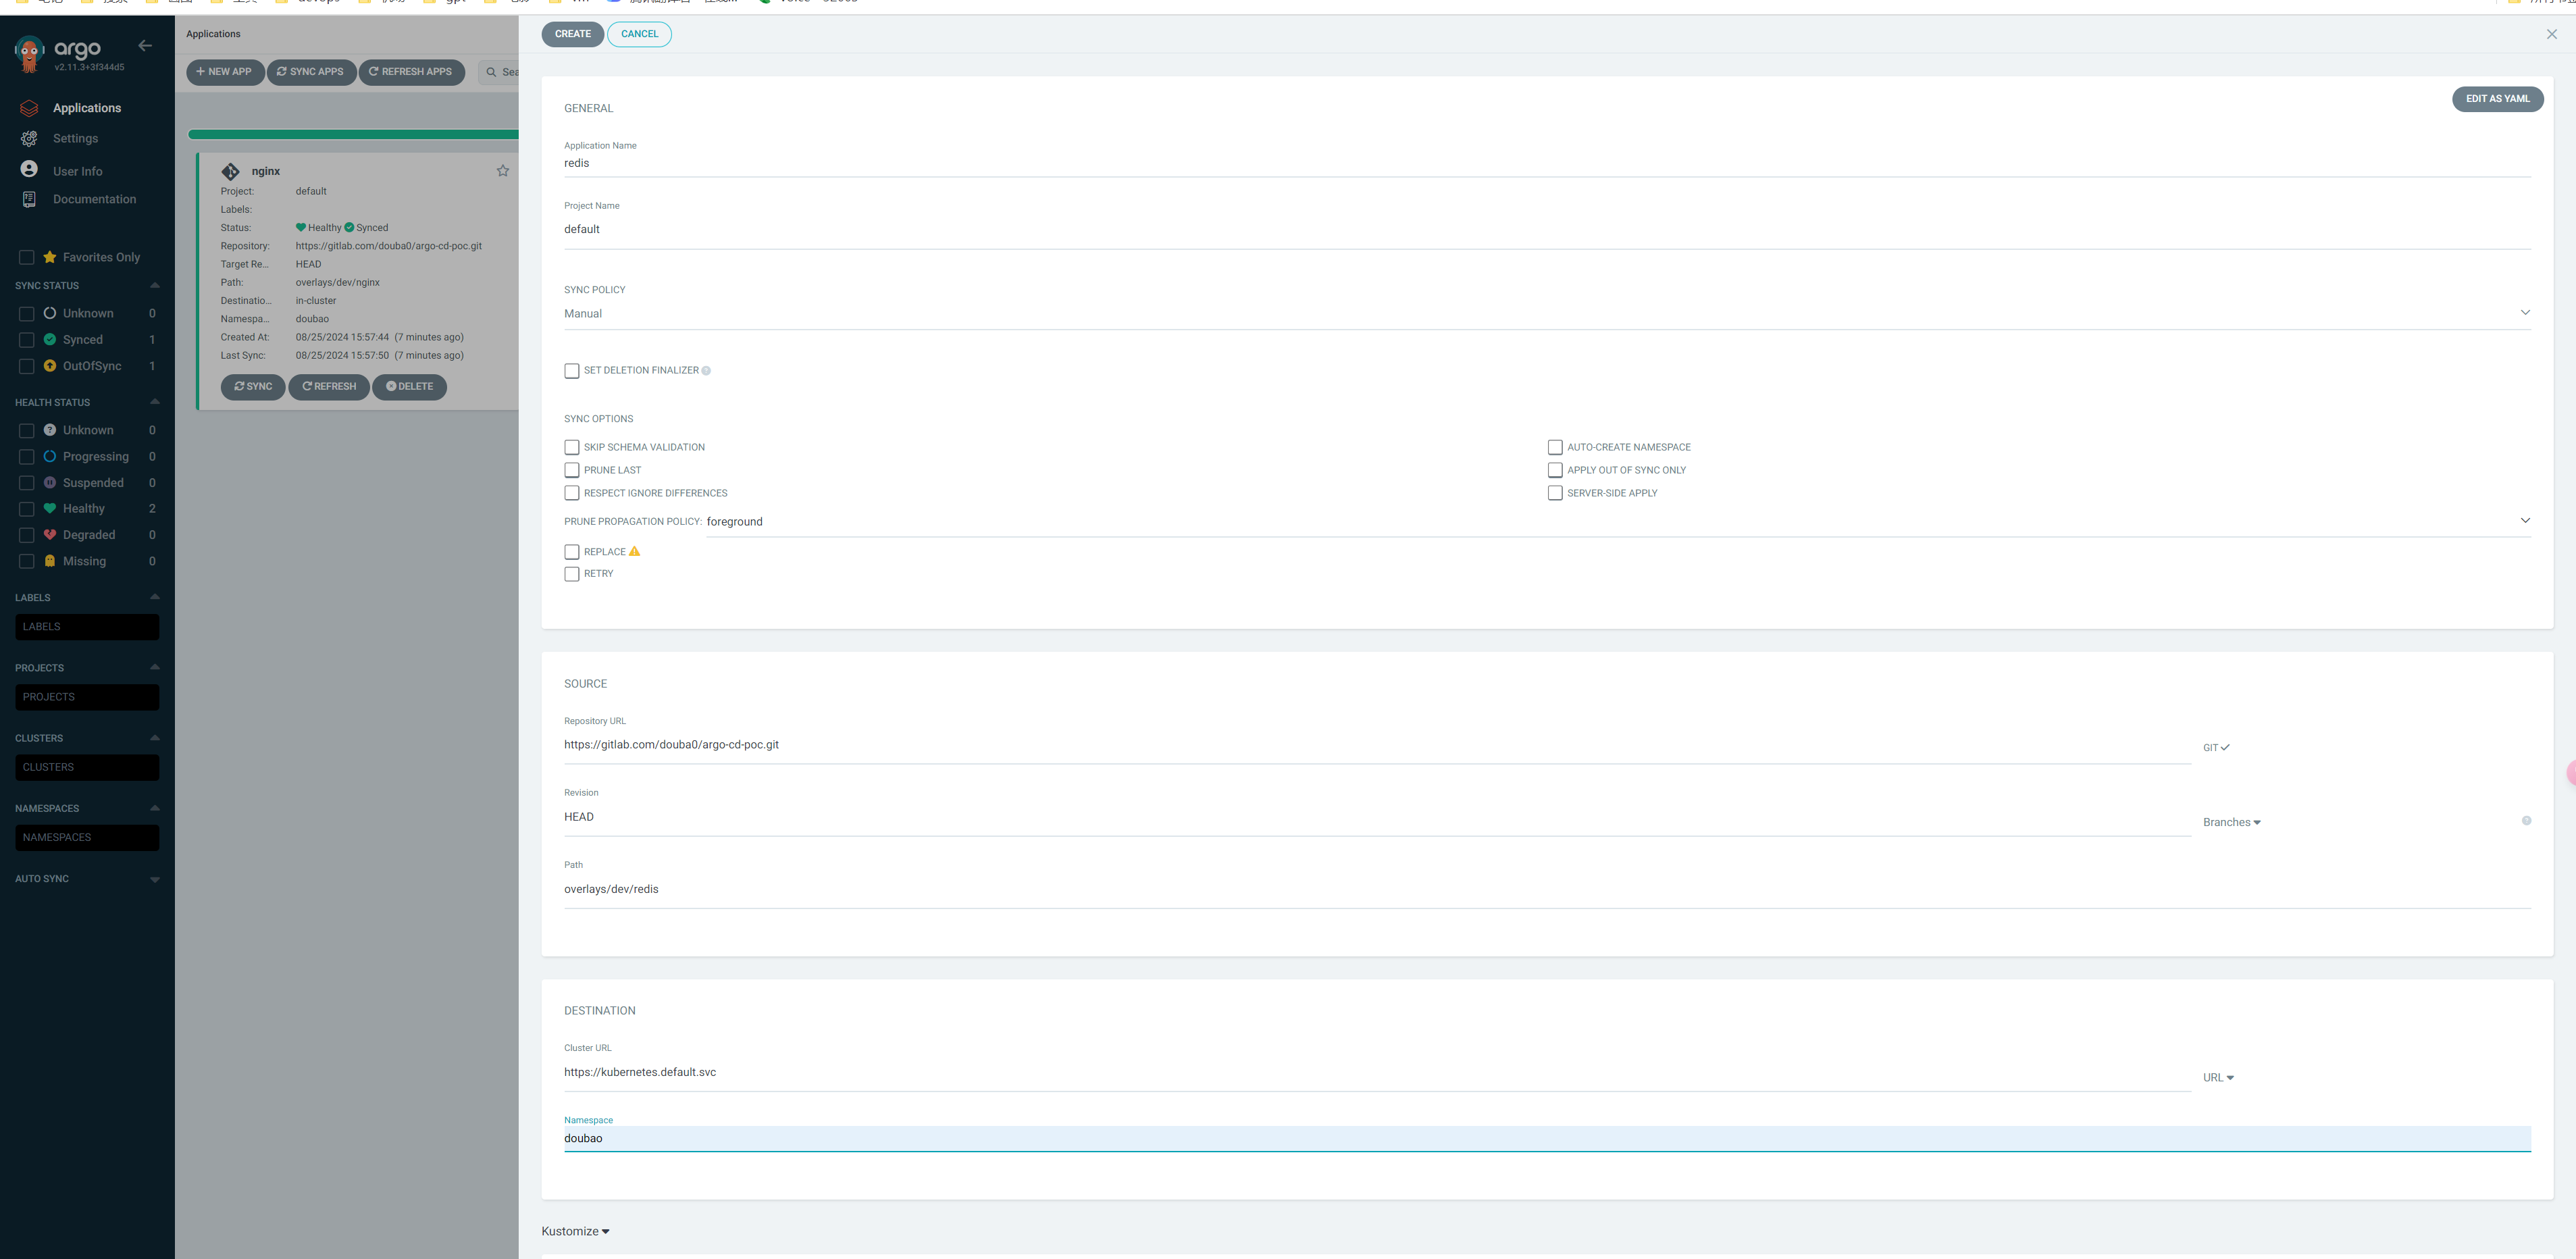 argo
v2.11.3+3f344d5
Applications
Settings
User Info
Documentation
Favorites Only
SYNC STATUS
Unknown 0
Synced 1
OutOfSync 1
HEALTH STATUS
Unknown 0
Progressing 0
Suspended 0
Healthy 2
Degraded 0
Missing 0
LABELS
LABELS
PROJECTS
PROJECTS
CLUSTERS
CLUSTERS
NAMESPACES
NAMESPACES
AUTO SYNC
Applications
+ NEW APP SYNC APPS REFRESH APPS Sea
nginx
Project: default
Labels:
Status: Healthy Synced
Repository: https://gitlab.com/douba0/argo-cd-poc.git
Target Re... HEAD
Path: overlays/dev/nginx
Destinatio... in-cluster
Namespa... doubao
Created At: 08/25/2024 15:57:44 (7 minutes ago)
Last Sync: 08/25/2024 15:57:50 (7 minutes ago)
SYNC REFRESH DELETE
CREATE CANCEL
GENERAL
EDIT AS YAML
Application Name
redis
Project Name
default
SYNC POLICY
Manual
SET DELETION FINALIZER
SYNC OPTIONS
SKIP SCHEMA VALIDATION AUTO-CREATE NAMESPACE
PRUNE LAST APPLY OUT OF SYNC ONLY
RESPECT IGNORE DIFFERENCES SERVER-SIDE APPLY
PRUNE PROPAGATION POLICY: foreground
REPLACE
RETRY
SOURCE
Repository URL
https://gitlab.com/douba0/argo-cd-poc.git
GIT
Revision
HEAD
Branches
Path
overlays/dev/redis
DESTINATION
Cluster URL
https://kubernetes.default.svc
URL
Namespace
doubao
Kustomize